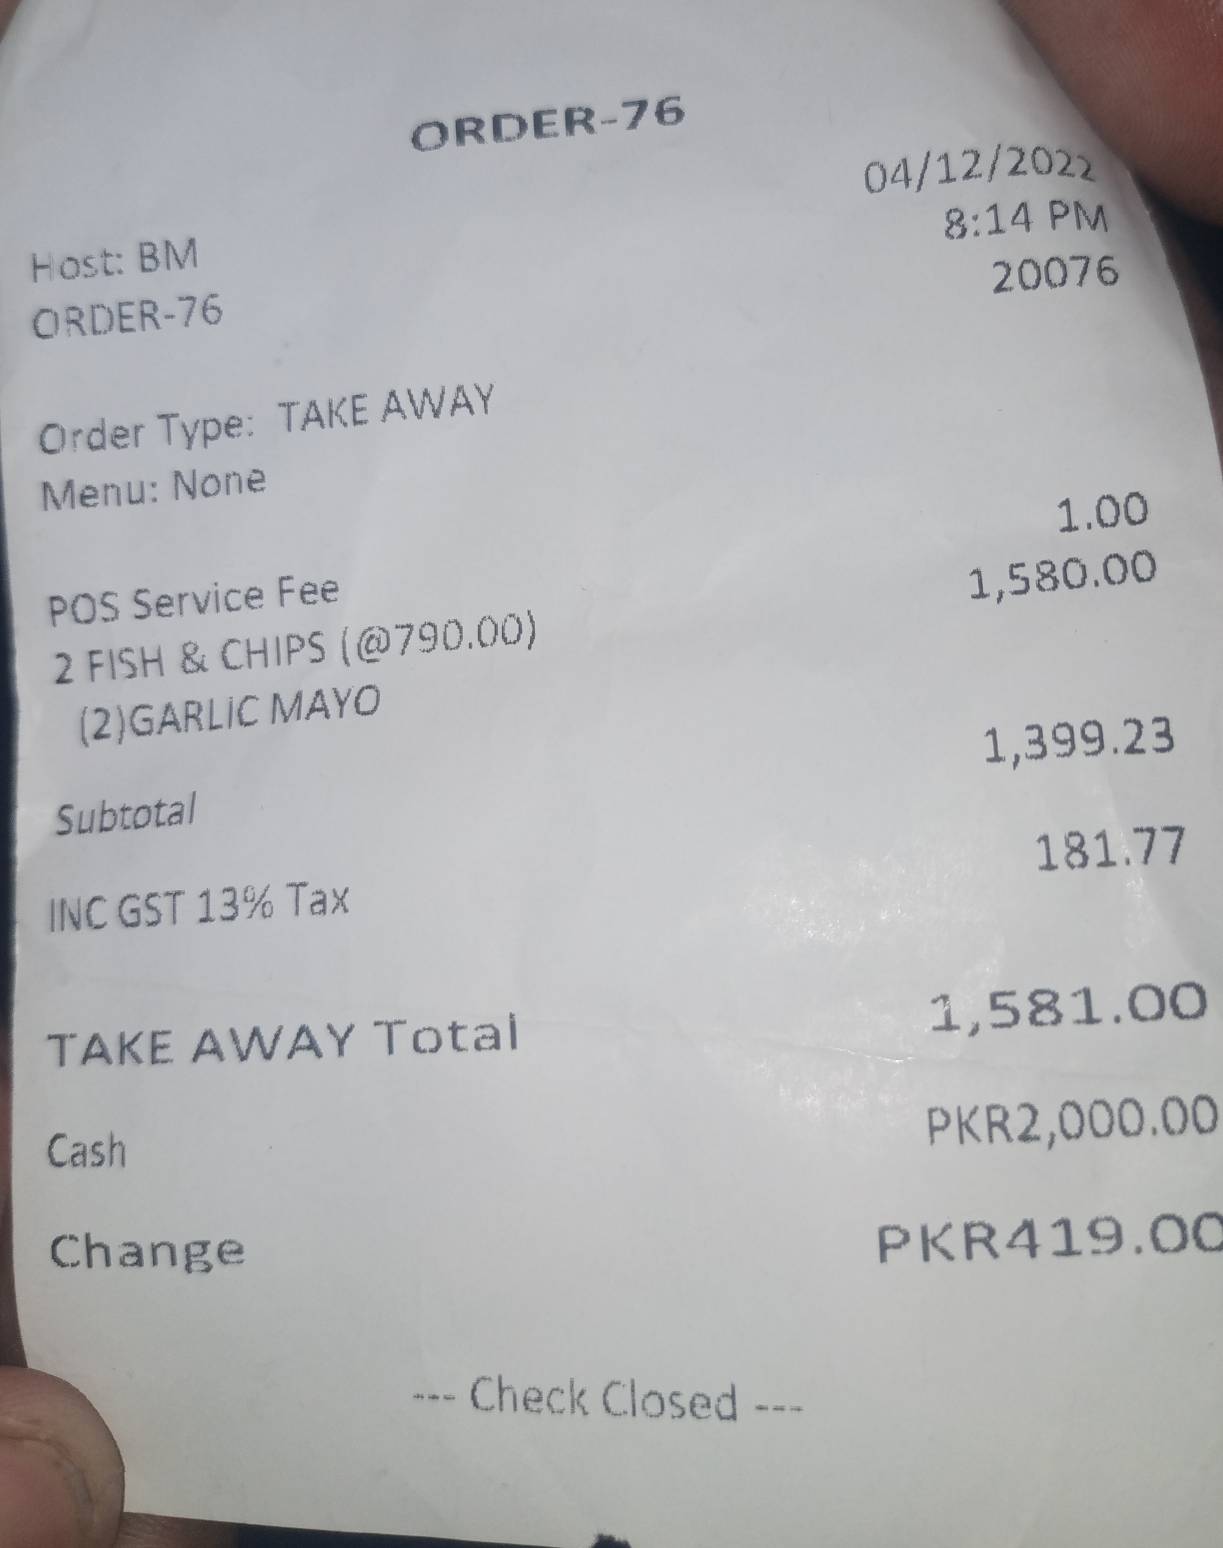 ORDER-76
04/12/2022
Host: BM 8:14 PM
ORDER-76 20076
Order Type: TAKE AWAY
Menu: None
POS Service Fee 1.00
2 FISH & CHIPS (@790.00) 1,580.00
(2)GARLiC MAYO
Subtotal 1,399.23
INC GST 13% Tax 181.77
TAKE AWAY Total 1,581.00
Cash PKR2,000.00
Change PKR419.00
--- Check Closed ---